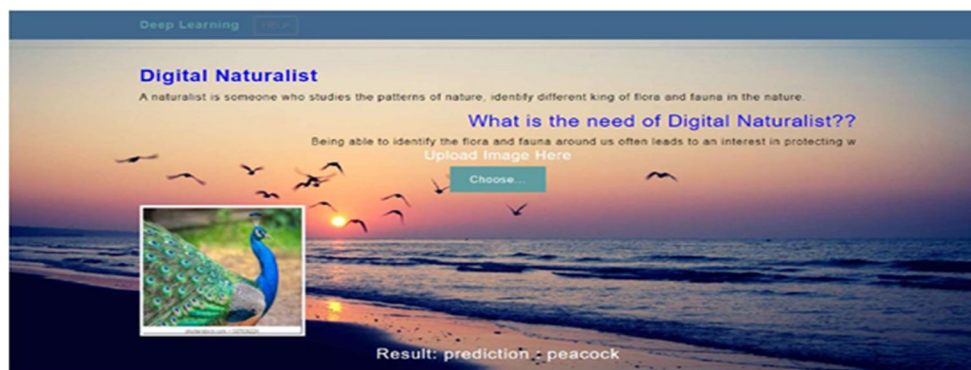 Deep Learning
Digital Naturalist
A naturalist is someone who studies the patterns of nature, identify different king of flora and fauna in the nature.
What is the need of Digital Naturalist??
Being able to identify the flora and fauna around us often leads to an interest in protecting w
Upload Image Here
Choose...
Result: prediction : peacock